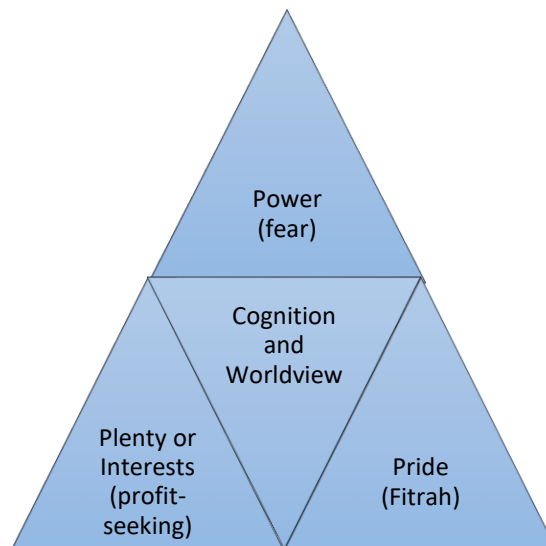 Power
(fear)
Cognition
and
Worldview
Plenty or
Interests
(profit-
seeking)
Pride
(Fitrah)